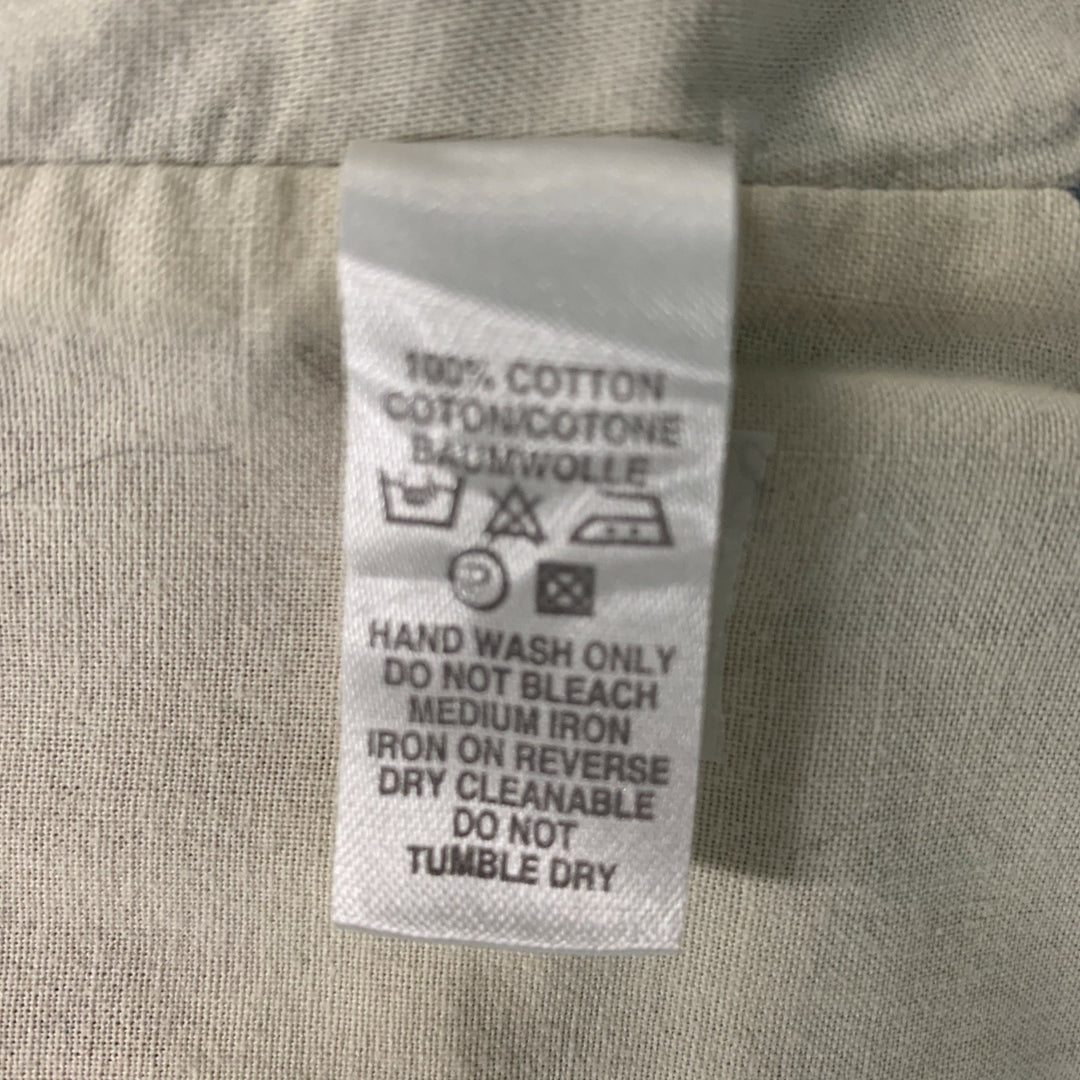 100% COTTON
COTON/COTONE
BAUMWOLLE
HAND WASH ONLY
DO NOT BLEACH
MEDIUM IRON
IRON ON REVERSE
DRY CLEANABLE
DO NOT
TUMBLE DRY